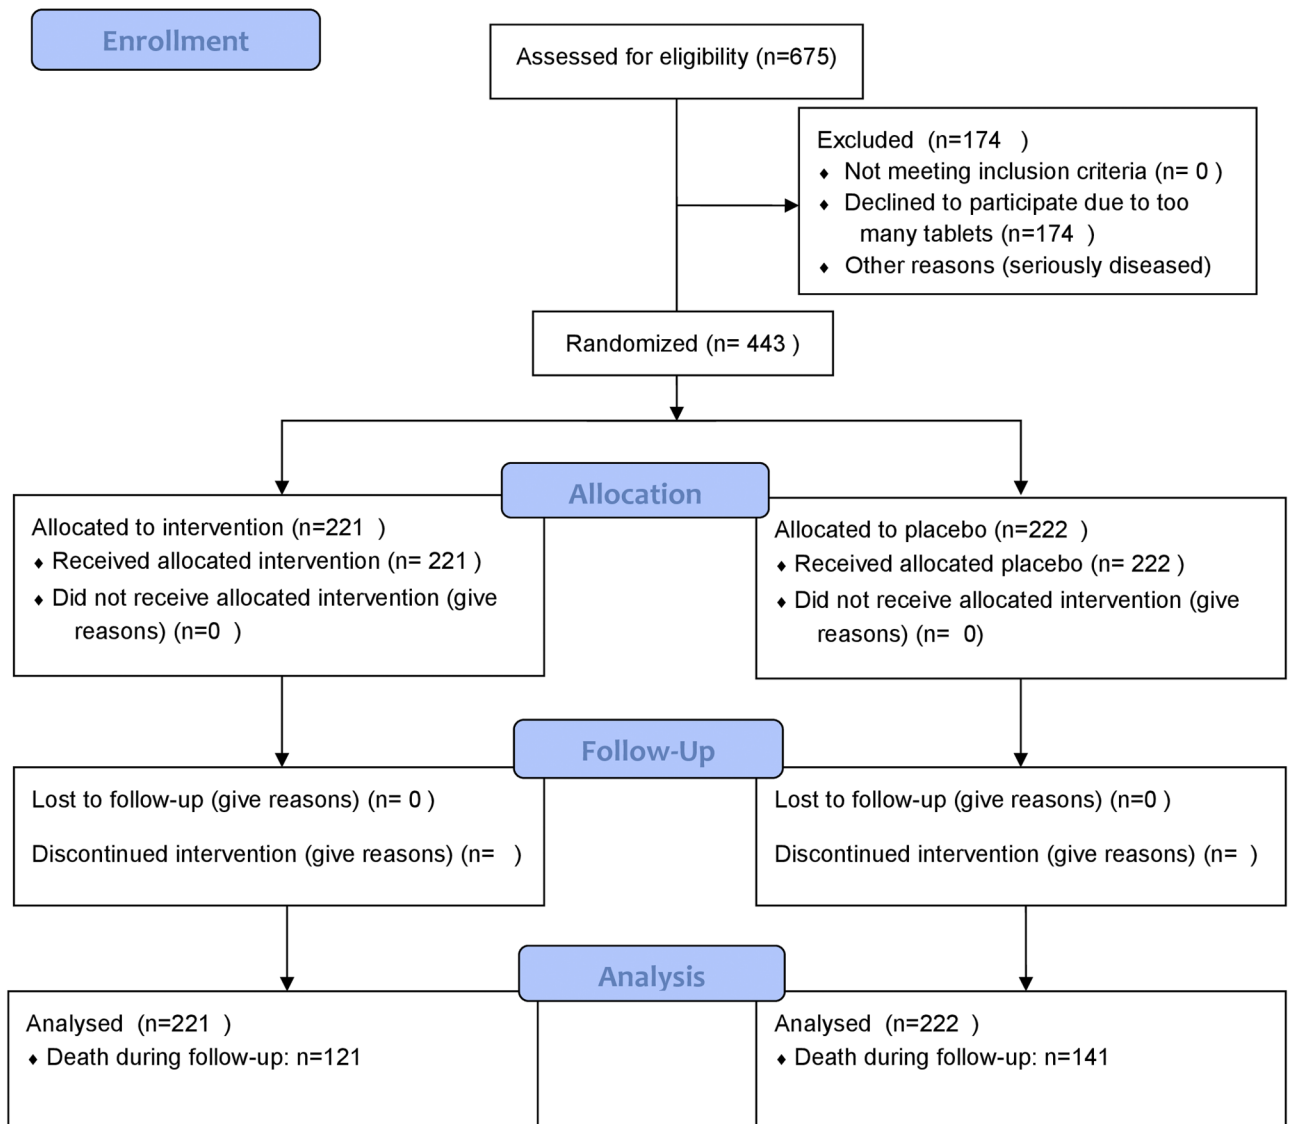 Enrollment
Assessed for eligibility (n=675)
Excluded (n=174 )
♦ Not meeting inclusion criteria (n= 0 )
♦ Declined to participate due to too
many tablets (n=174 )
♦ Other reasons (seriously diseased)
Randomized (n= 443 )
Allocation
Allocated to intervention (n=221 )
♦ Received allocated intervention (n= 221 )
♦ Did not receive allocated intervention (give
reasons) (n=0 )
Allocated to placebo (n=222 )
♦ Received allocated placebo (n= 222 )
♦ Did not receive allocated intervention (give
reasons) (n= 0)
Follow-Up
Lost to follow-up (give reasons) (n= 0 )
Discontinued intervention (give reasons) (n= )
Lost to follow-up (give reasons) (n=0 )
Discontinued intervention (give reasons) (n= )
Analysis
Analysed (n=221 )
♦ Death during follow-up: n=121
Analysed (n=222 )
♦ Death during follow-up: n=141